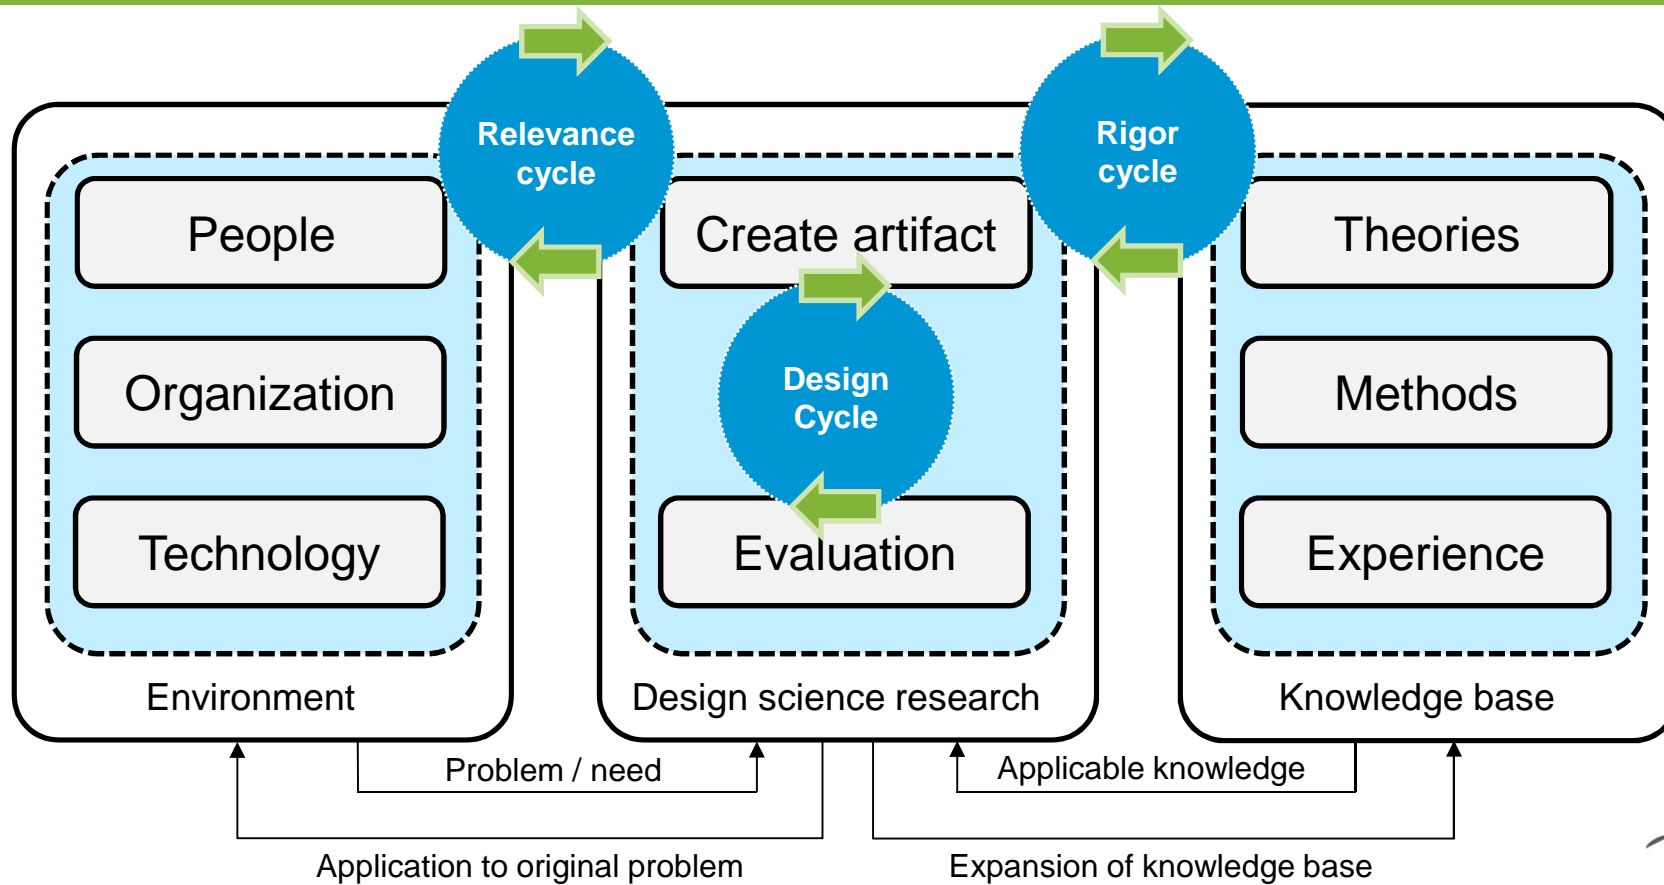 Relevance
cycle
Rigor
cycle
People
Create artifact
Theories
Organization
Design
Cycle
Methods
Technology
Evaluation
Experience
Environment
Design science research
Knowledge base
Problem / need
Applicable knowledge
Application to original problem
Expansion of knowledge base